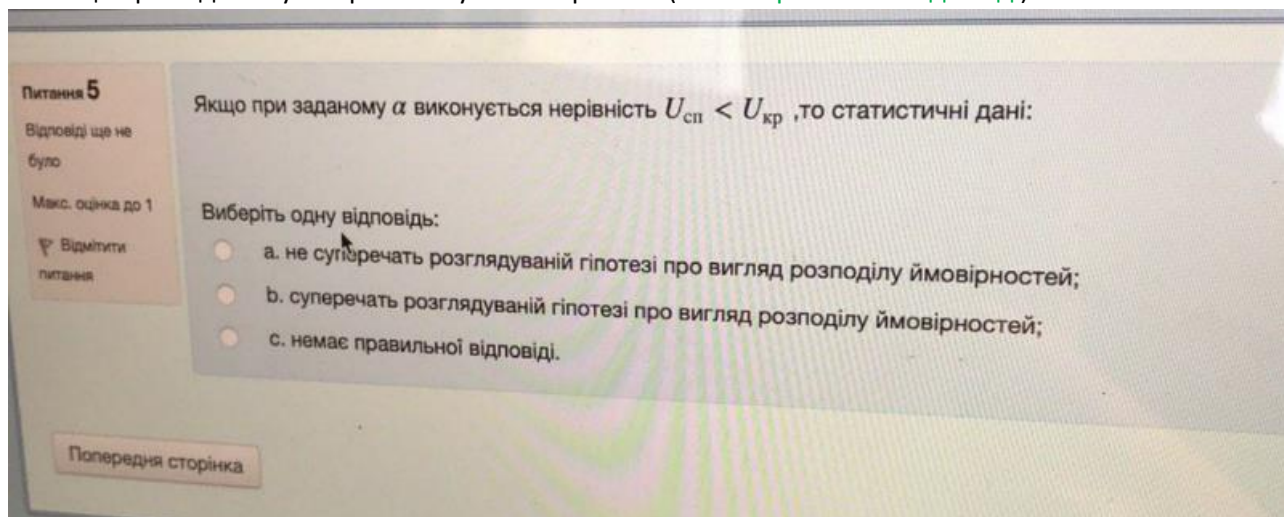 Питання 5
Відповіді ще не
було
Макс. оцінка до 1
Відмітити
питання
Якщо при заданому α виконується нерівність Uсп < Uкр ,то статистичні дані:
Виберіть одну відповідь:
a. не суперечать розглядуваній гіпотезі про вигляд розподілу ймовірностей;
b. суперечать розглядуваній гіпотезі про вигляд розподілу ймовірностей;
c. немає правильної відповіді.
Попередня сторінка